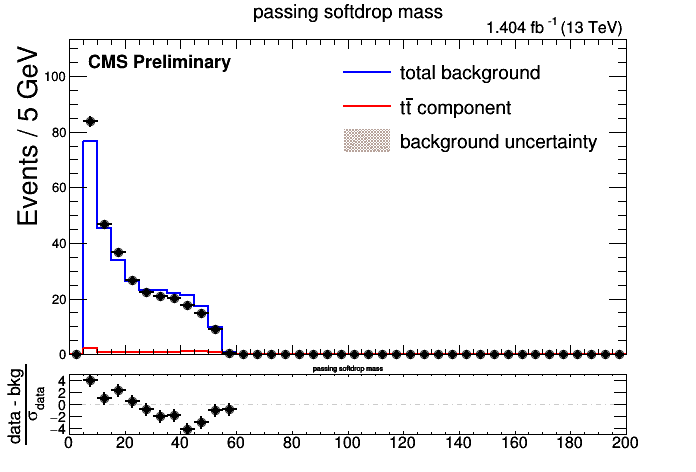 passing softdrop mass
1.404 fb⁻¹ (13 TeV)
CMS Preliminary
total background
tt̄ component
background uncertainty
Events / 5 GeV
100
80
60
40
20
0
passing softdrop mass
data - bkg
σ_data
4
2
0
−2
−4
0 20 40 60 80 100 120 140 160 180 200